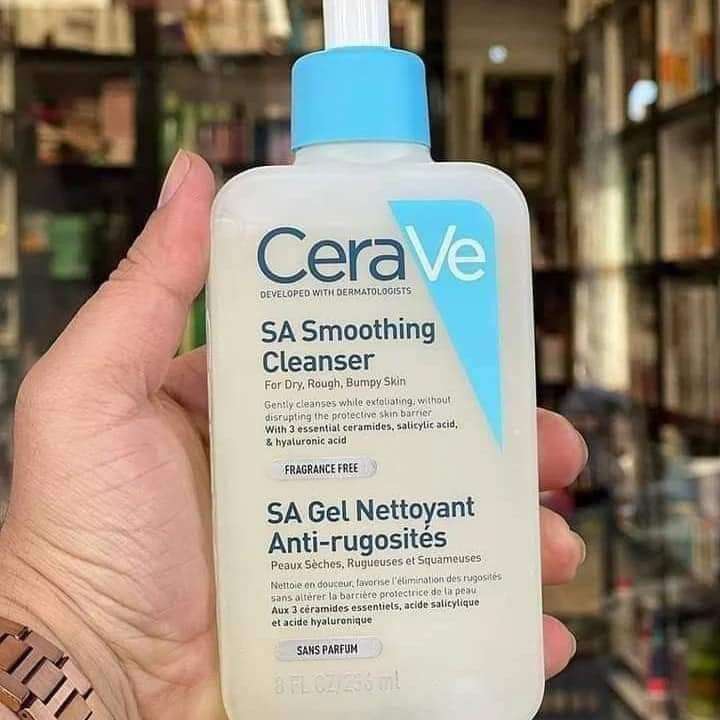 CeraVe
DEVELOPED WITH DERMATOLOGISTS
SA Smoothing
Cleanser
For Dry, Rough, Bumpy Skin
Gently cleanses while exfoliating, without
disrupting the protective skin barrier
With 3 essential ceramides, salicylic acid,
& hyaluronic acid
FRAGRANCE FREE
SA Gel Nettoyant
Anti-rugosités
Peaux Sèches, Rugueuses et Squameuses
Nettoie en douceur, favorise l'élimination des rugosités
sans altérer la barrière protectrice de la peau
Aux 3 céramides essentiels, acide salicylique
et acide hyaluronique
SANS PARFUM
8 FL OZ/236 ml